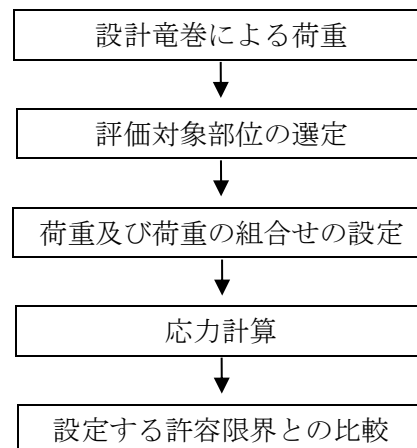 設計竜巻による荷重
評価対象部位の選定
荷重及び荷重の組合せの設定
応力計算
設定する許容限界との比較